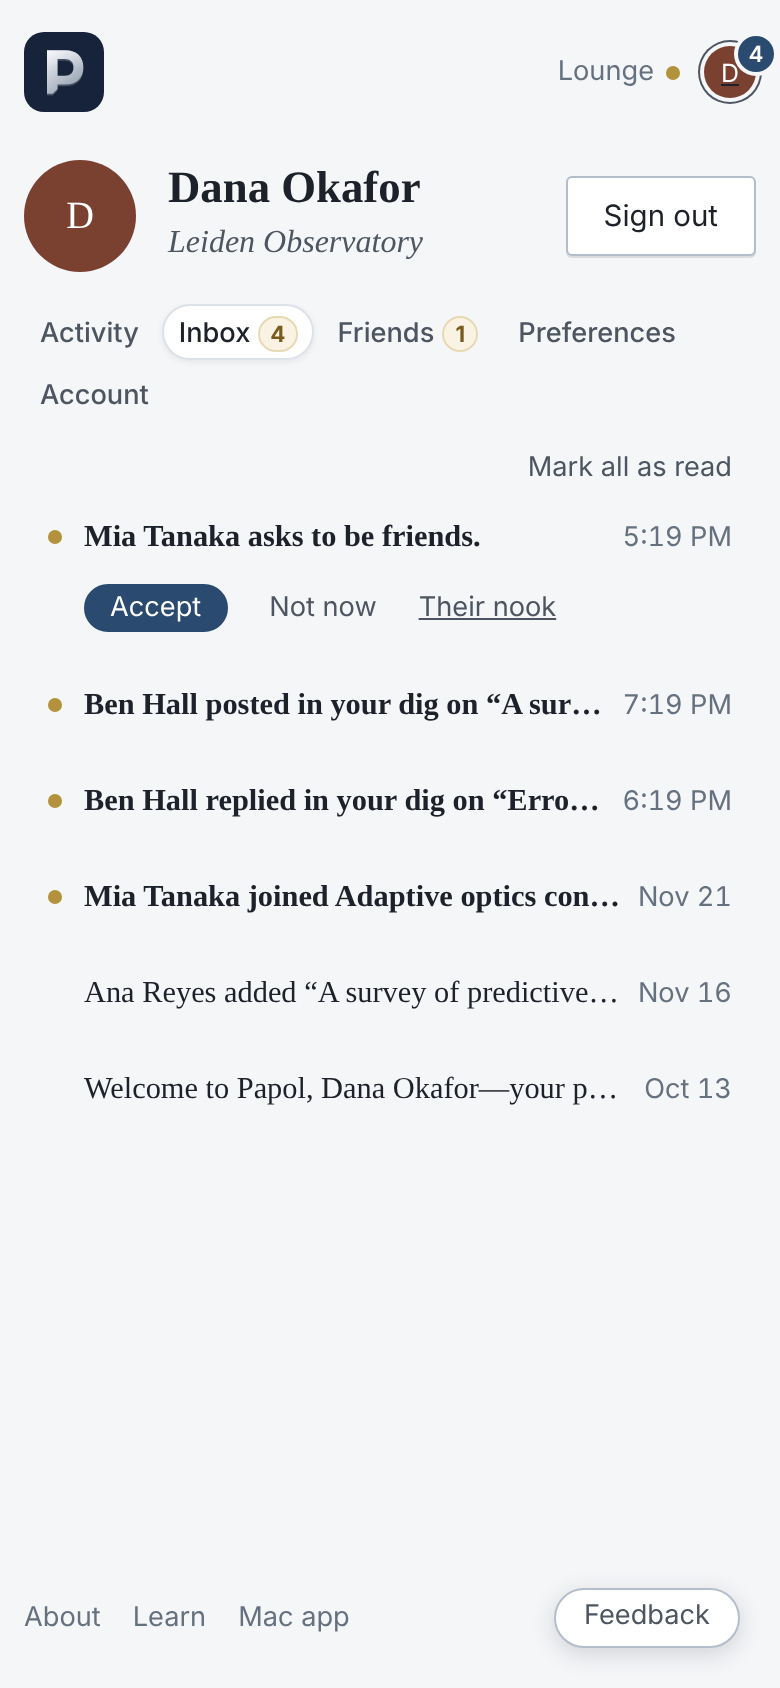 P
Lounge
D
4
D
Dana Okafor
Leiden Observatory
Sign out
Activity
Inbox 4
Friends 1
Preferences
Account
Mark all as read
Mia Tanaka asks to be friends. 5:19 PM
Accept Not now Their nook
Ben Hall posted in your dig on “A sur… 7:19 PM
Ben Hall replied in your dig on “Erro… 6:19 PM
Mia Tanaka joined Adaptive optics con… Nov 21
Ana Reyes added “A survey of predictive… Nov 16
Welcome to Papol, Dana Okafor—your p… Oct 13
About Learn Mac app Feedback